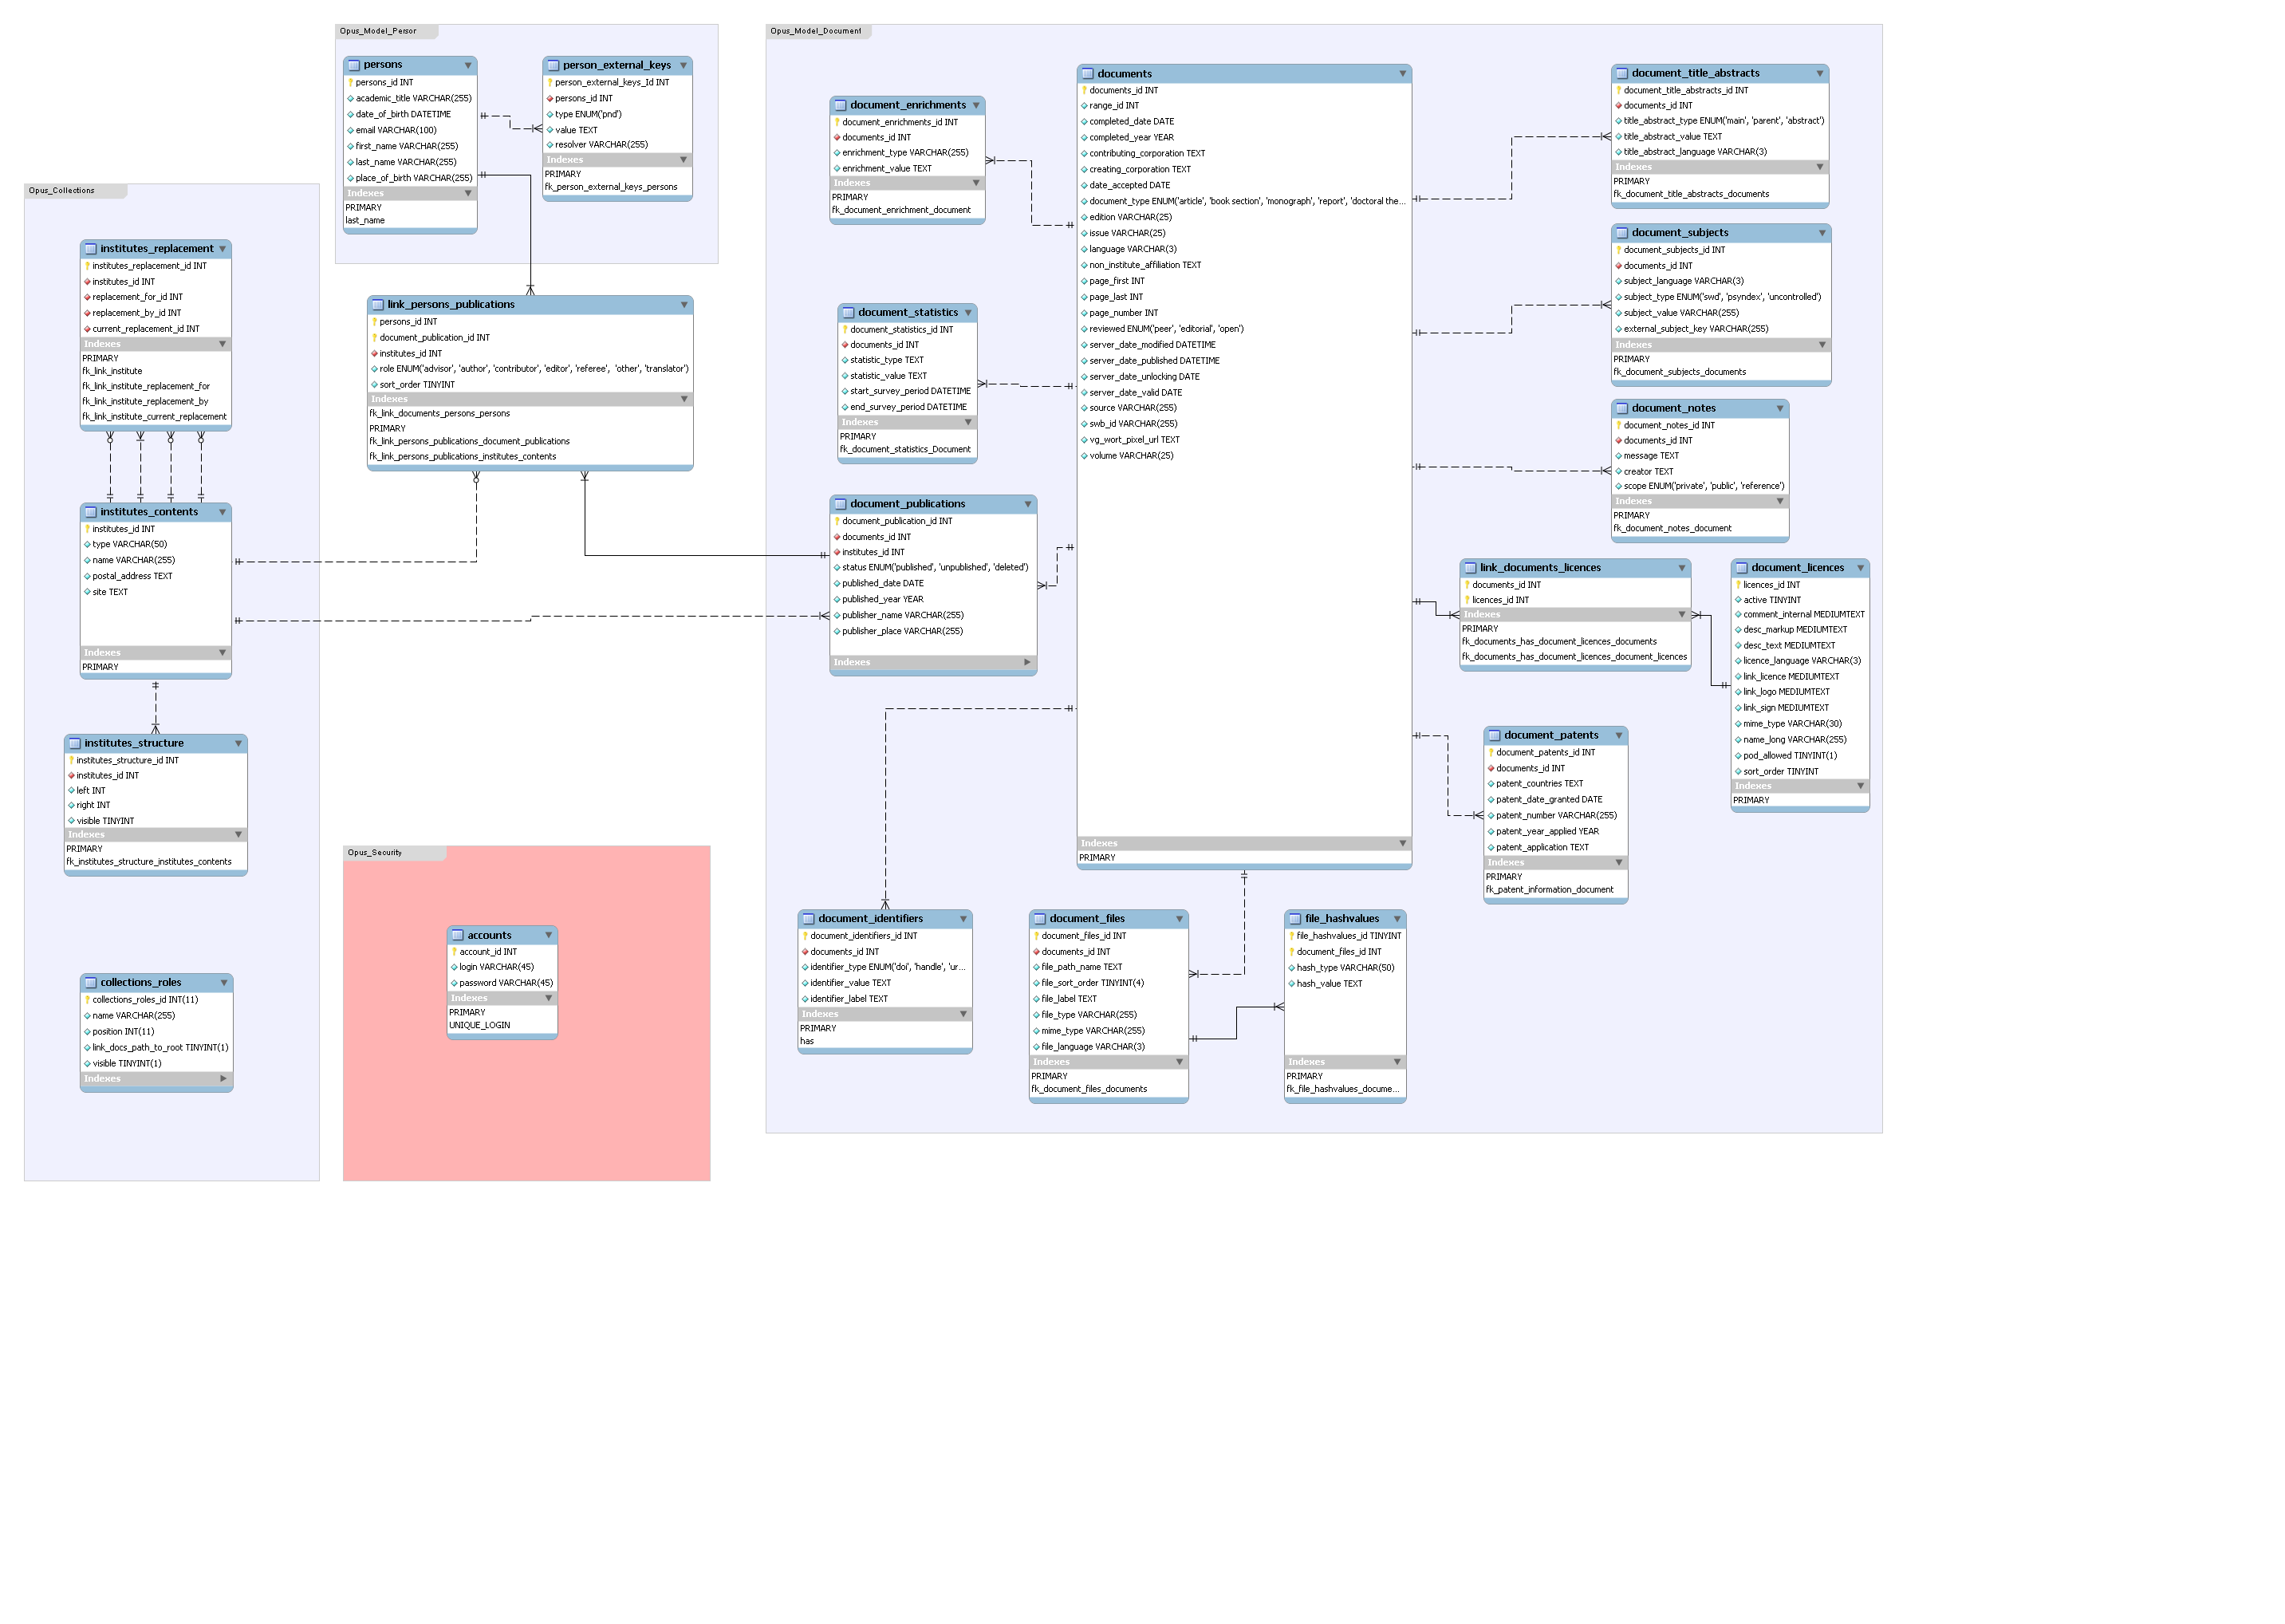 Opus_Model_Person
persons
persons_id INT
academic_title VARCHAR(255)
date_of_birth DATETIME
email VARCHAR(100)
first_name VARCHAR(255)
last_name VARCHAR(255)
place_of_birth VARCHAR(255)
Indexes
PRIMARY
last_name
person_external_keys
person_external_keys_Id INT
persons_id INT
type ENUM('pnd')
value TEXT
resolver VARCHAR(255)
Indexes
PRIMARY
fk_person_external_keys_persons
Opus_Collections
institutes_replacement
institutes_replacement_id INT
institutes_id INT
replacement_for_id INT
replacement_by_id INT
current_replacement_id INT
Indexes
PRIMARY
fk_link_institute
fk_link_institute_replacement_for
fk_link_institute_replacement_by
fk_link_institute_current_replacement
institutes_contents
institutes_id INT
type VARCHAR(50)
name VARCHAR(255)
postal_address TEXT
site TEXT
Indexes
PRIMARY
institutes_structure
institutes_structure_id INT
institutes_id INT
left INT
right INT
visible TINYINT
Indexes
PRIMARY
fk_institutes_structure_institutes_contents
collections_roles
collections_roles_id INT(11)
name VARCHAR(255)
position INT(11)
link_docs_path_to_root TINYINT(1)
visible TINYINT(1)
Indexes
link_persons_publications
persons_id INT
document_publication_id INT
institutes_id INT
role ENUM('advisor', 'author', 'contributor', 'editor', 'referee', 'other', 'translator')
sort_order TINYINT
Indexes
fk_link_documents_persons_persons
PRIMARY
fk_link_persons_publications_document_publications
fk_link_persons_publications_institutes_contents
Opus_Security
accounts
account_id INT
login VARCHAR(45)
password VARCHAR(45)
Indexes
PRIMARY
UNIQUE_LOGIN
Opus_Model_Document
document_enrichments
document_enrichments_id INT
documents_id INT
enrichment_type VARCHAR(255)
enrichment_value TEXT
Indexes
PRIMARY
fk_document_enrichment_document
document_statistics
document_statistics_id INT
documents_id INT
statistic_type TEXT
statistic_value TEXT
start_survey_period DATETIME
end_survey_period DATETIME
Indexes
PRIMARY
fk_document_statistics_Document
document_publications
document_publication_id INT
documents_id INT
institutes_id INT
status ENUM('published', 'unpublished', 'deleted')
published_date DATE
published_year YEAR
publisher_name VARCHAR(255)
publisher_place VARCHAR(255)
Indexes
documents
documents_id INT
range_id INT
completed_date DATE
completed_year YEAR
contributing_corporation TEXT
creating_corporation TEXT
date_accepted DATE
document_type ENUM('article', 'book section', 'monograph', 'report', 'doctoral the...
edition VARCHAR(25)
issue VARCHAR(25)
language VARCHAR(3)
non_institute_affiliation TEXT
page_first INT
page_last INT
page_number INT
reviewed ENUM('peer', 'editorial', 'open')
server_date_modified DATETIME
server_date_published DATETIME
server_date_unlocking DATE
server_date_valid DATE
source VARCHAR(255)
swb_id VARCHAR(255)
vg_wort_pixel_url TEXT
volume VARCHAR(25)
Indexes
PRIMARY
document_title_abstracts
document_title_abstracts_id INT
documents_id INT
title_abstract_type ENUM('main', 'parent', 'abstract')
title_abstract_value TEXT
title_abstract_language VARCHAR(3)
Indexes
PRIMARY
fk_document_title_abstracts_documents
document_subjects
document_subjects_id INT
documents_id INT
subject_language VARCHAR(3)
subject_type ENUM('swd', 'psyndex', 'uncontrolled')
subject_value VARCHAR(255)
external_subject_key VARCHAR(255)
Indexes
PRIMARY
fk_document_subjects_documents
document_notes
document_notes_id INT
documents_id INT
message TEXT
creator TEXT
scope ENUM('private', 'public', 'reference')
Indexes
PRIMARY
fk_document_notes_document
link_documents_licences
documents_id INT
licences_id INT
Indexes
PRIMARY
fk_documents_has_document_licences_documents
fk_documents_has_document_licences_document_licences
document_licences
licences_id INT
active TINYINT
comment_internal MEDIUMTEXT
desc_markup MEDIUMTEXT
desc_text MEDIUMTEXT
licence_language VARCHAR(3)
link_licence MEDIUMTEXT
link_logo MEDIUMTEXT
link_sign MEDIUMTEXT
mime_type VARCHAR(30)
name_long VARCHAR(255)
pod_allowed TINYINT(1)
sort_order TINYINT
Indexes
PRIMARY
document_patents
document_patents_id INT
documents_id INT
patent_countries TEXT
patent_date_granted DATE
patent_number VARCHAR(255)
patent_year_applied YEAR
patent_application TEXT
Indexes
PRIMARY
fk_patent_information_document
document_identifiers
document_identifiers_id INT
documents_id INT
identifier_type ENUM('doi', 'handle', 'ur...
identifier_value TEXT
identifier_label TEXT
Indexes
PRIMARY
has
document_files
document_files_id INT
documents_id INT
file_path_name TEXT
file_sort_order TINYINT(4)
file_label TEXT
file_type VARCHAR(255)
mime_type VARCHAR(255)
file_language VARCHAR(3)
Indexes
PRIMARY
fk_document_files_documents
file_hashvalues
file_hashvalues_id TINYINT
document_files_id INT
hash_type VARCHAR(50)
hash_value TEXT
Indexes
PRIMARY
fk_file_hashvalues_docume...